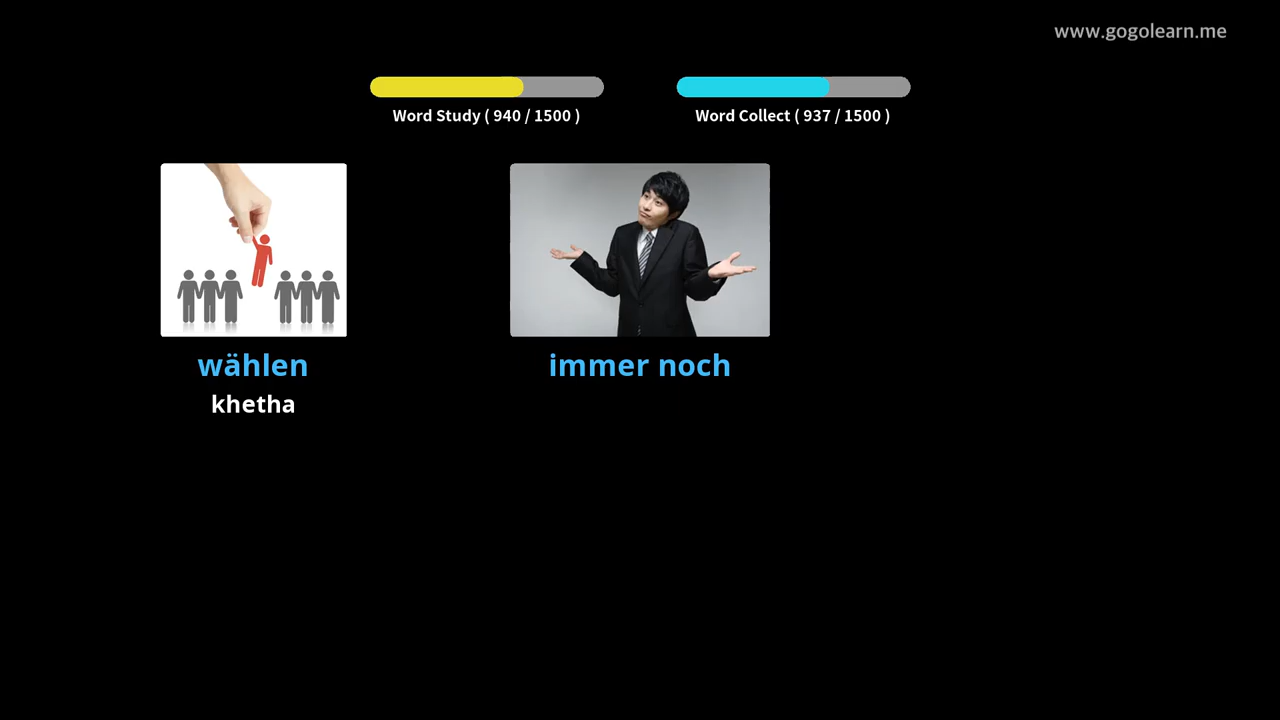 www.gogolearn.me
Word Study ( 940 / 1500 )
Word Collect ( 937 / 1500 )
wählen
khetha
immer noch